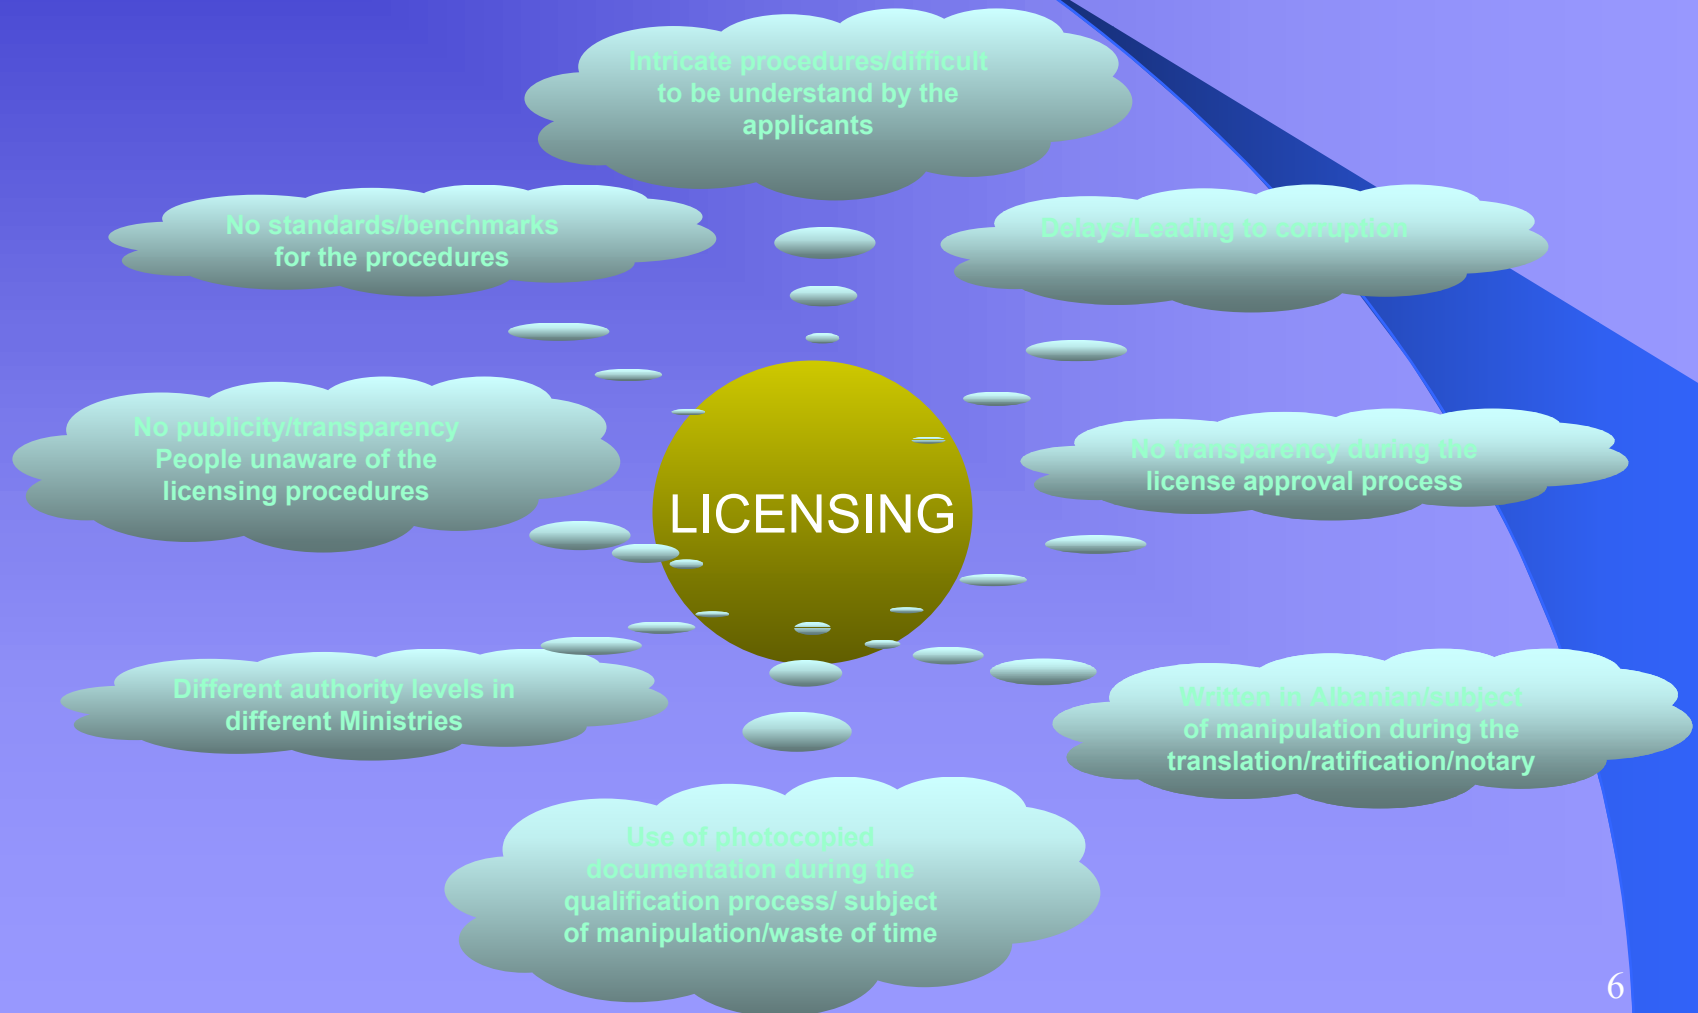 Intricate procedures/difficult
to be understand by the
applicants
No standards/benchmarks
for the procedures
Delays/Leading to corruption
No publicity/transparency
People unaware of the
licensing procedures
LICENSING
No transparency during the
license approval process
Different authority levels in
different Ministries
Written in Albanian/subject
of manipulation during the
translation/ratification/notary
Use of photocopied
documentation during the
qualification process/ subject
of manipulation/waste of time
6